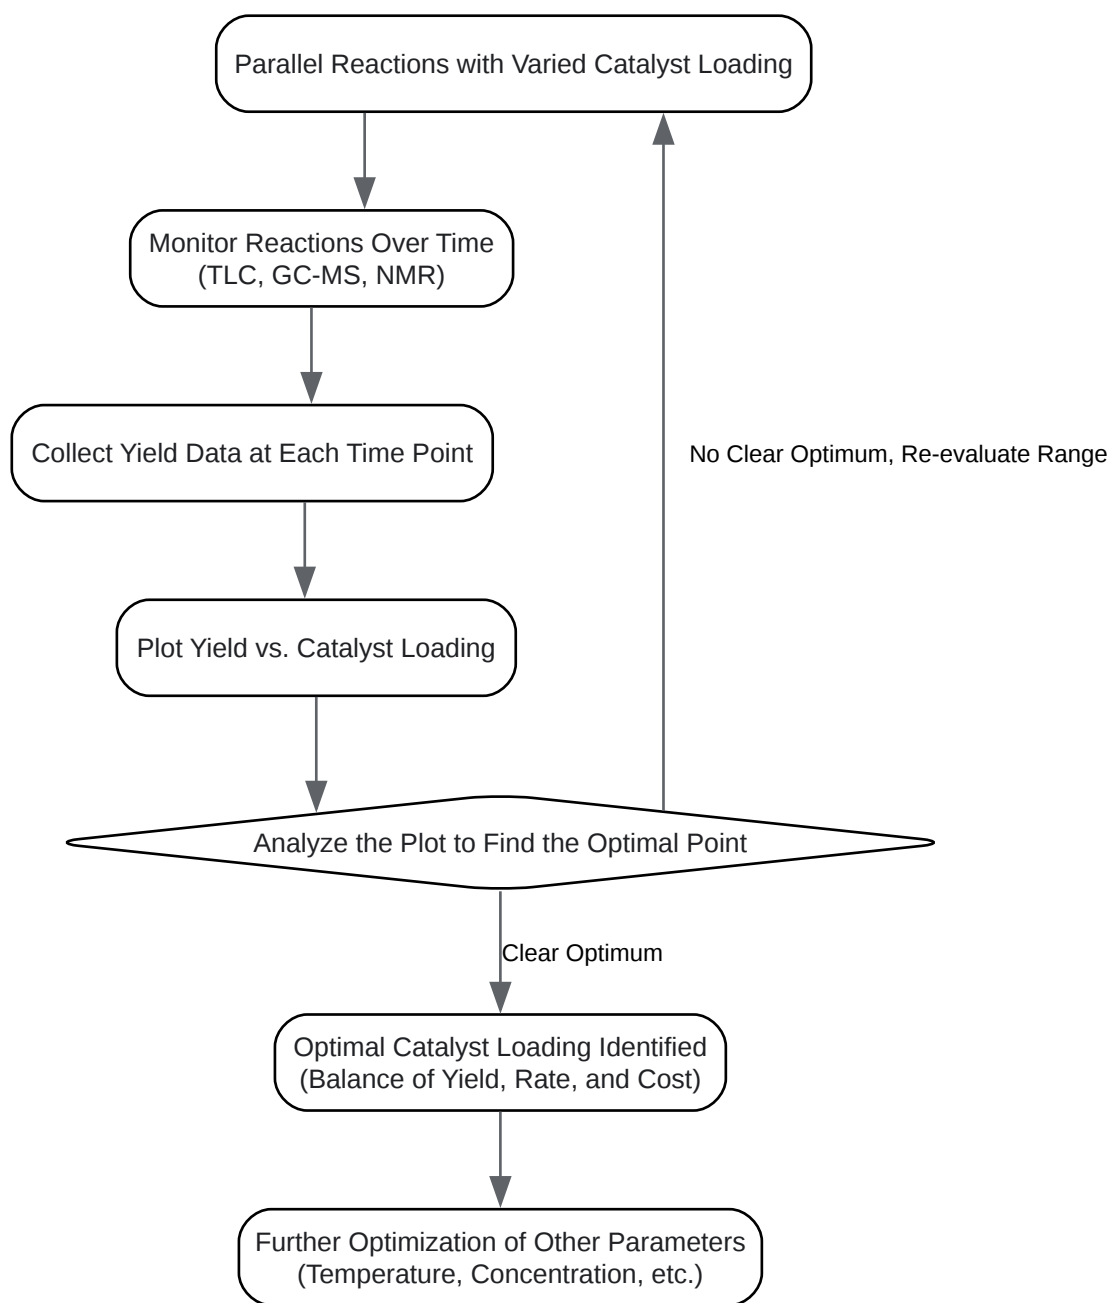 Parallel Reactions with Varied Catalyst Loading
Monitor Reactions Over Time
(TLC, GC-MS, NMR)
Collect Yield Data at Each Time Point
No Clear Optimum, Re-evaluate Range
Plot Yield vs. Catalyst Loading
Analyze the Plot to Find the Optimal Point
Clear Optimum
Optimal Catalyst Loading Identified
(Balance of Yield, Rate, and Cost)
Further Optimization of Other Parameters
(Temperature, Concentration, etc.)